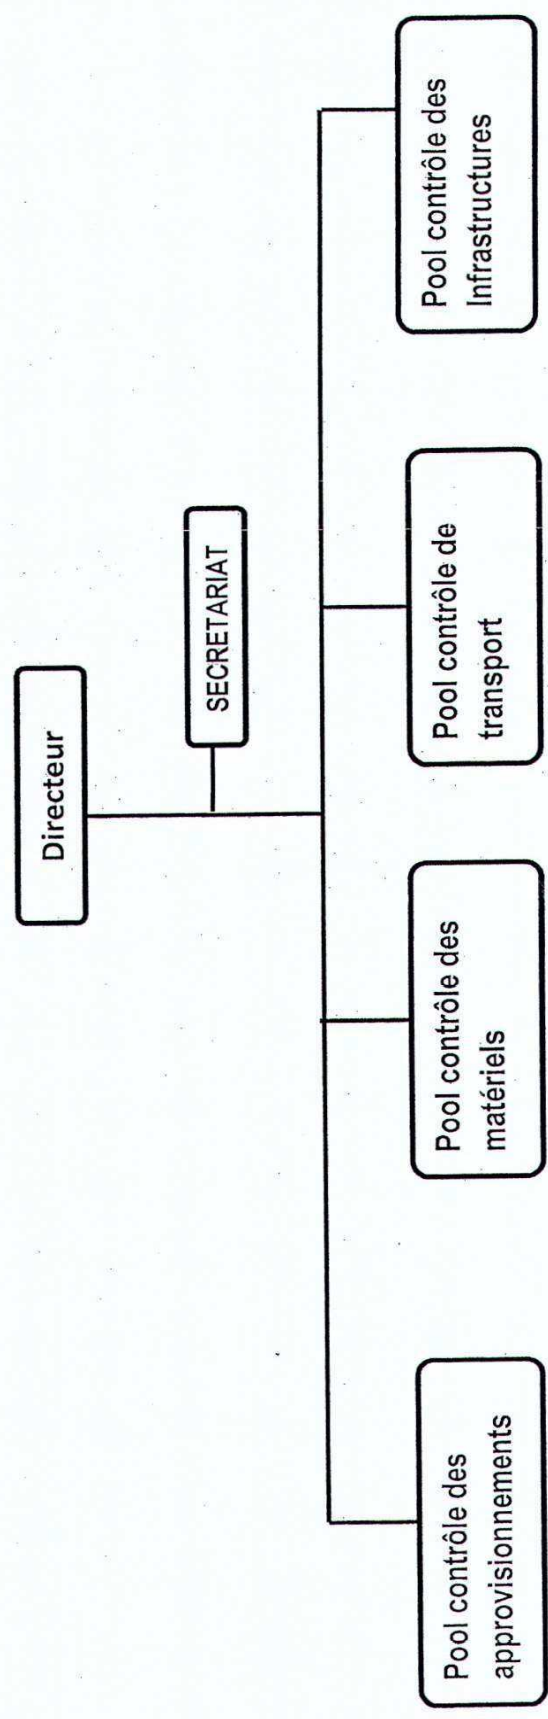 Directeur
SECRETARIAT
Pool contrôle des
approvisionnements
Pool contrôle des
matériels
Pool contrôle de
transport
Pool contrôle des
Infrastructures